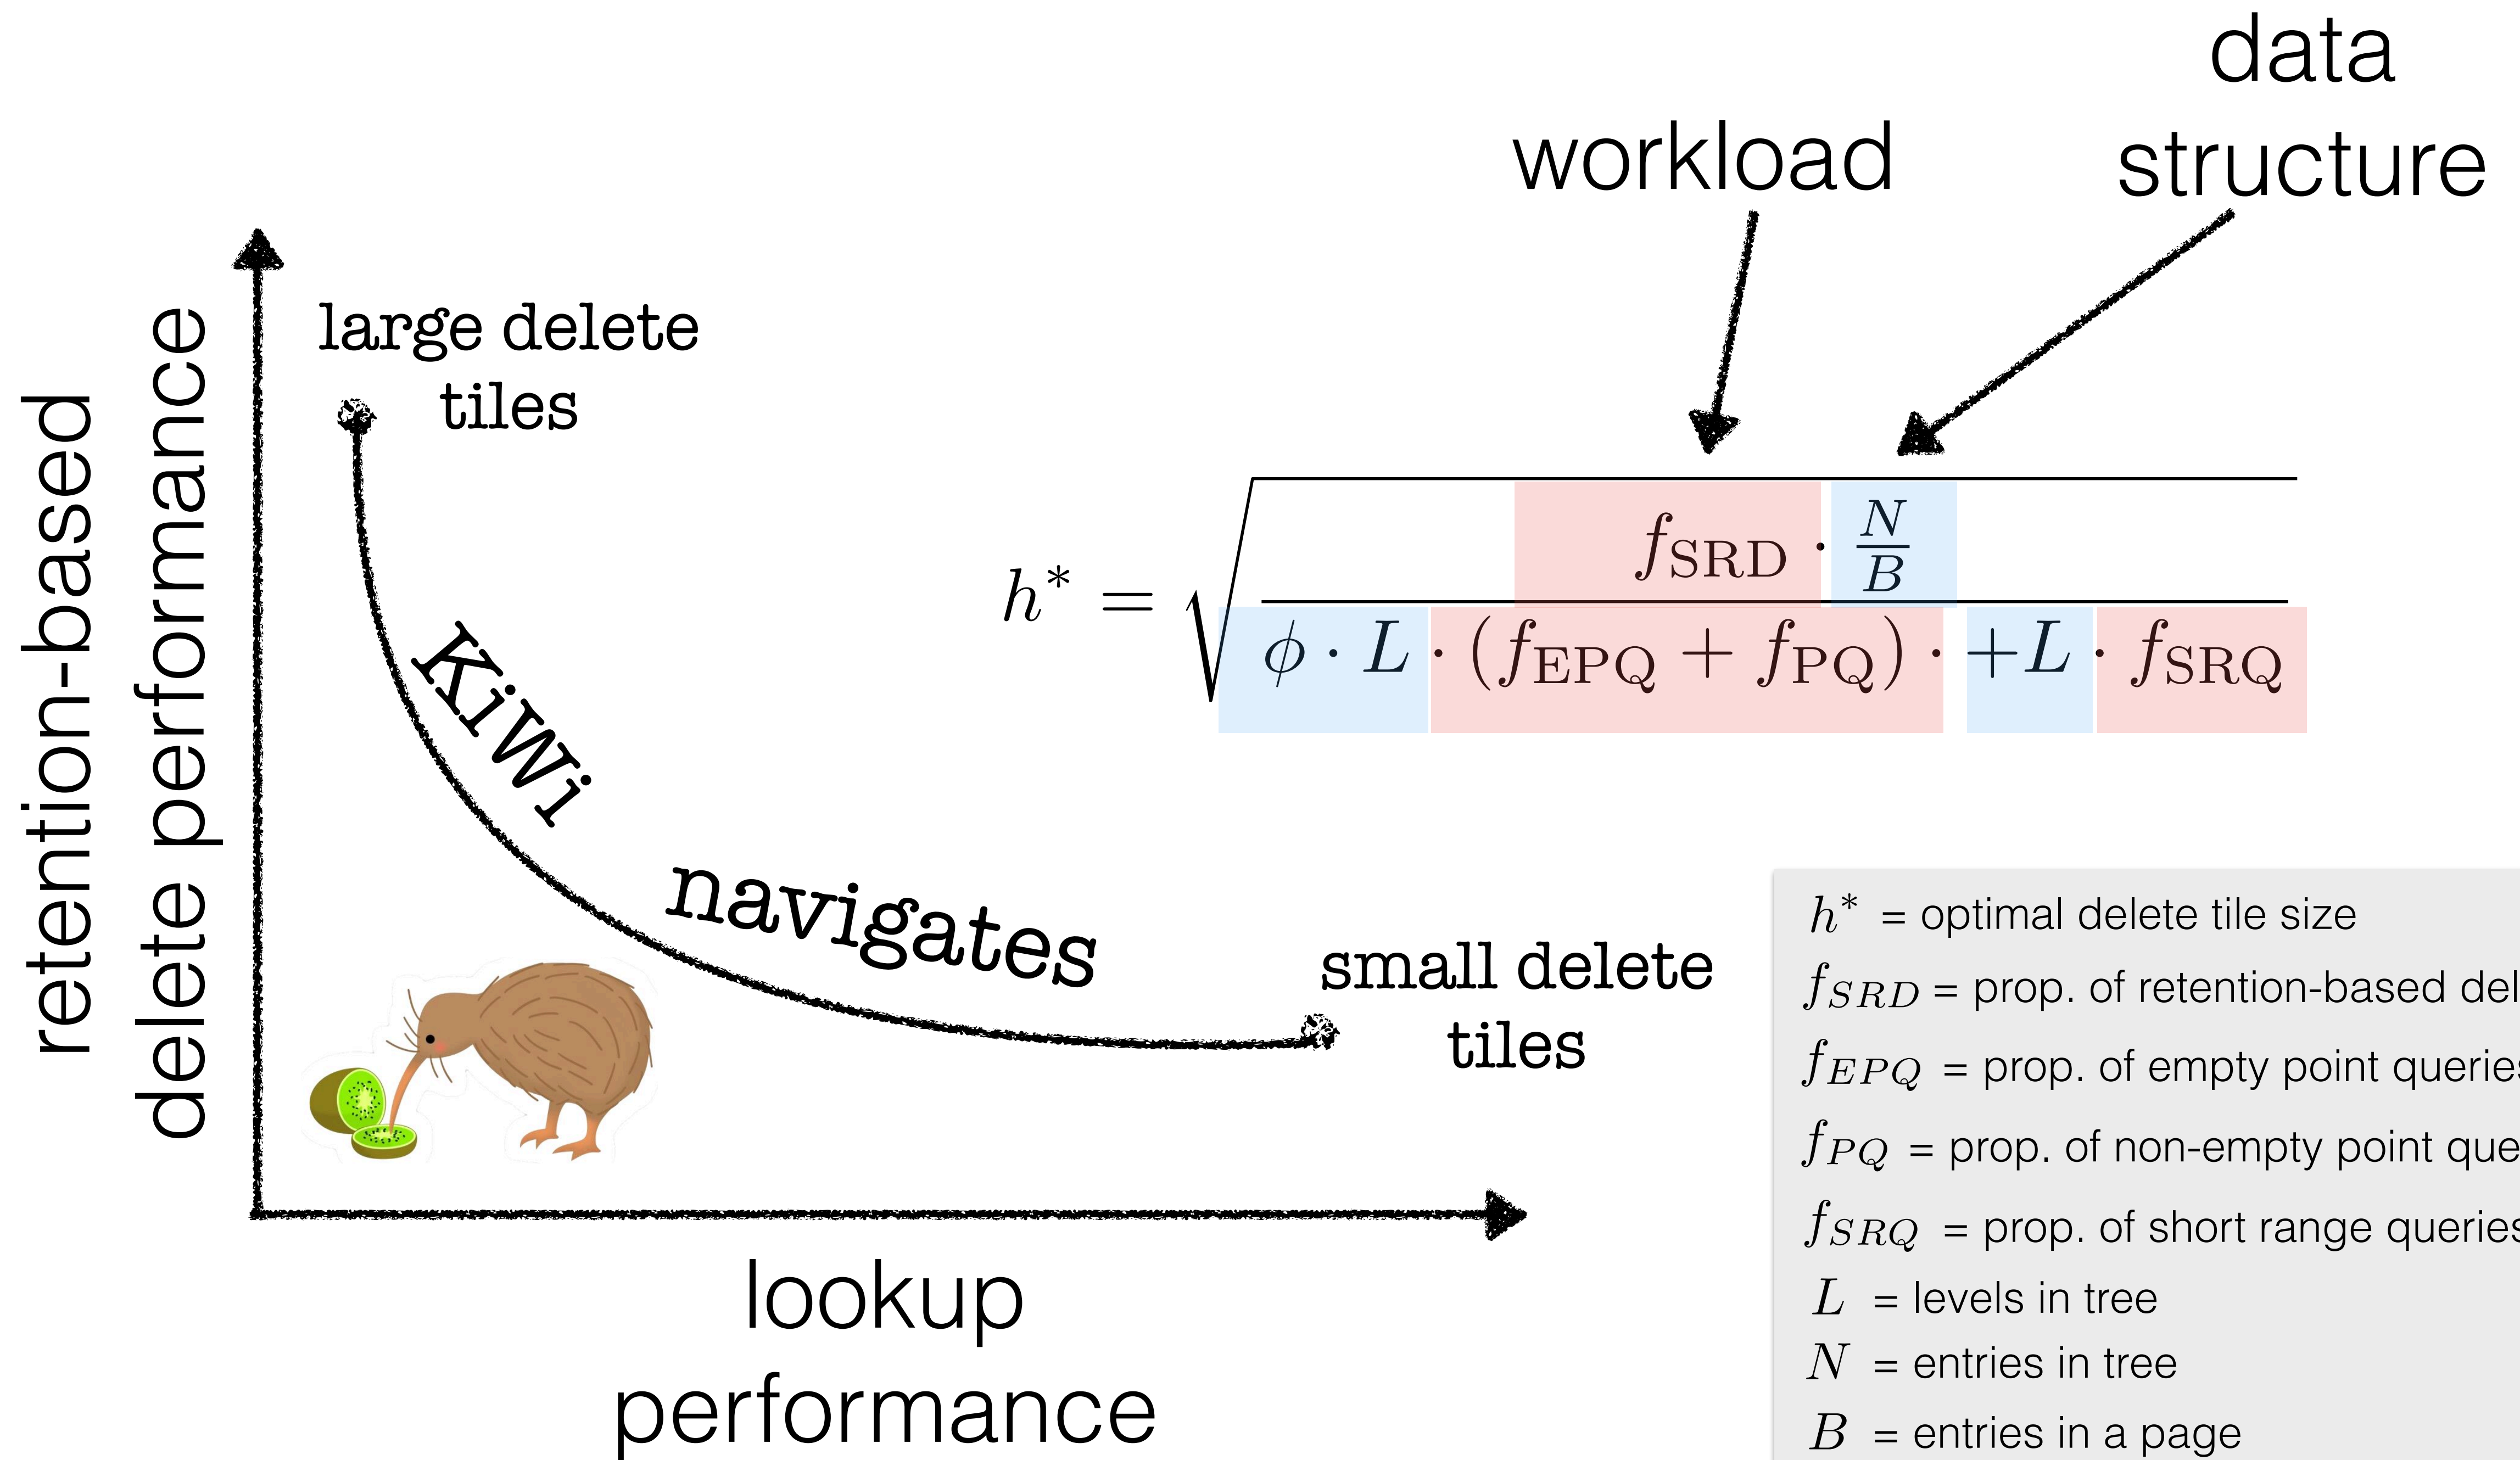 data
structure
workload
retention-based
delete performance
large delete
tiles
KiWi
navigates
small delete
tiles
lookup
performance
h* = √ f_SRD · N/B
ϕ · L · (f_EPQ + f_PQ) · +L · f_SRQ
h* = optimal delete tile size
f_SRD = prop. of retention-based del
f_EPQ = prop. of empty point queries
f_PQ = prop. of non-empty point que
f_SRQ = prop. of short range queries
L = levels in tree
N = entries in tree
B = entries in a page